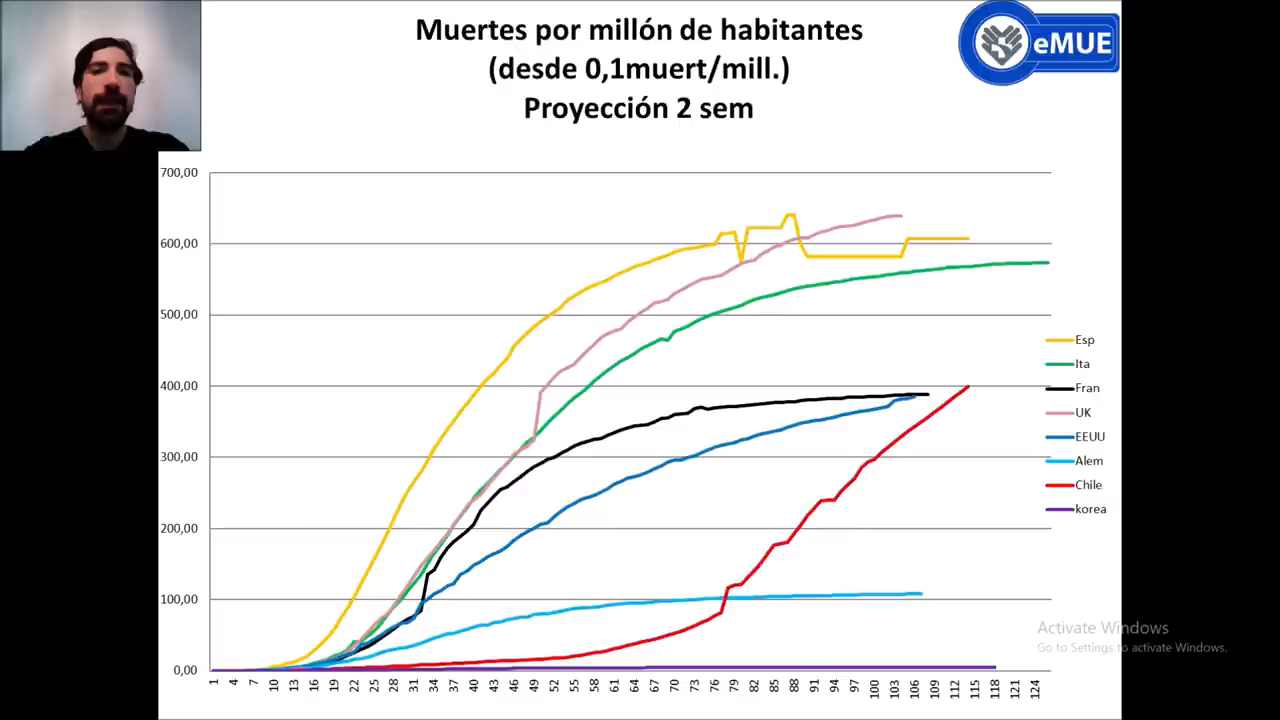 Muertes por millón de habitantes
(desde 0,1muert/mill.)
Proyección 2 sem
eMUE
700,00
600,00
500,00
400,00
300,00
200,00
100,00
0,00
1 4 7 10 13 16 19 22 25 28 31 34 37 40 43 46 49 52 55 58 61 64 67 70 73 76 79 82 85 88 91 94 97 100 103 106 109 112 115 118 121 124
Esp
Ita
Fran
UK
EEUU
Alem
Chile
korea
Activate Windows
Go to Settings to activate Windows.